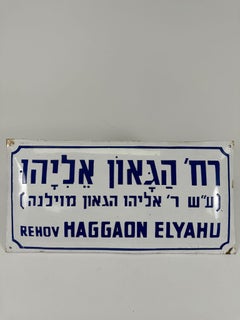 רח' הַגָּאוֹן אֵלִיָּהוּ
(ע"ש ר' אליהו הגאון מוילנה)
REHOV HAGGAON ELYAHU